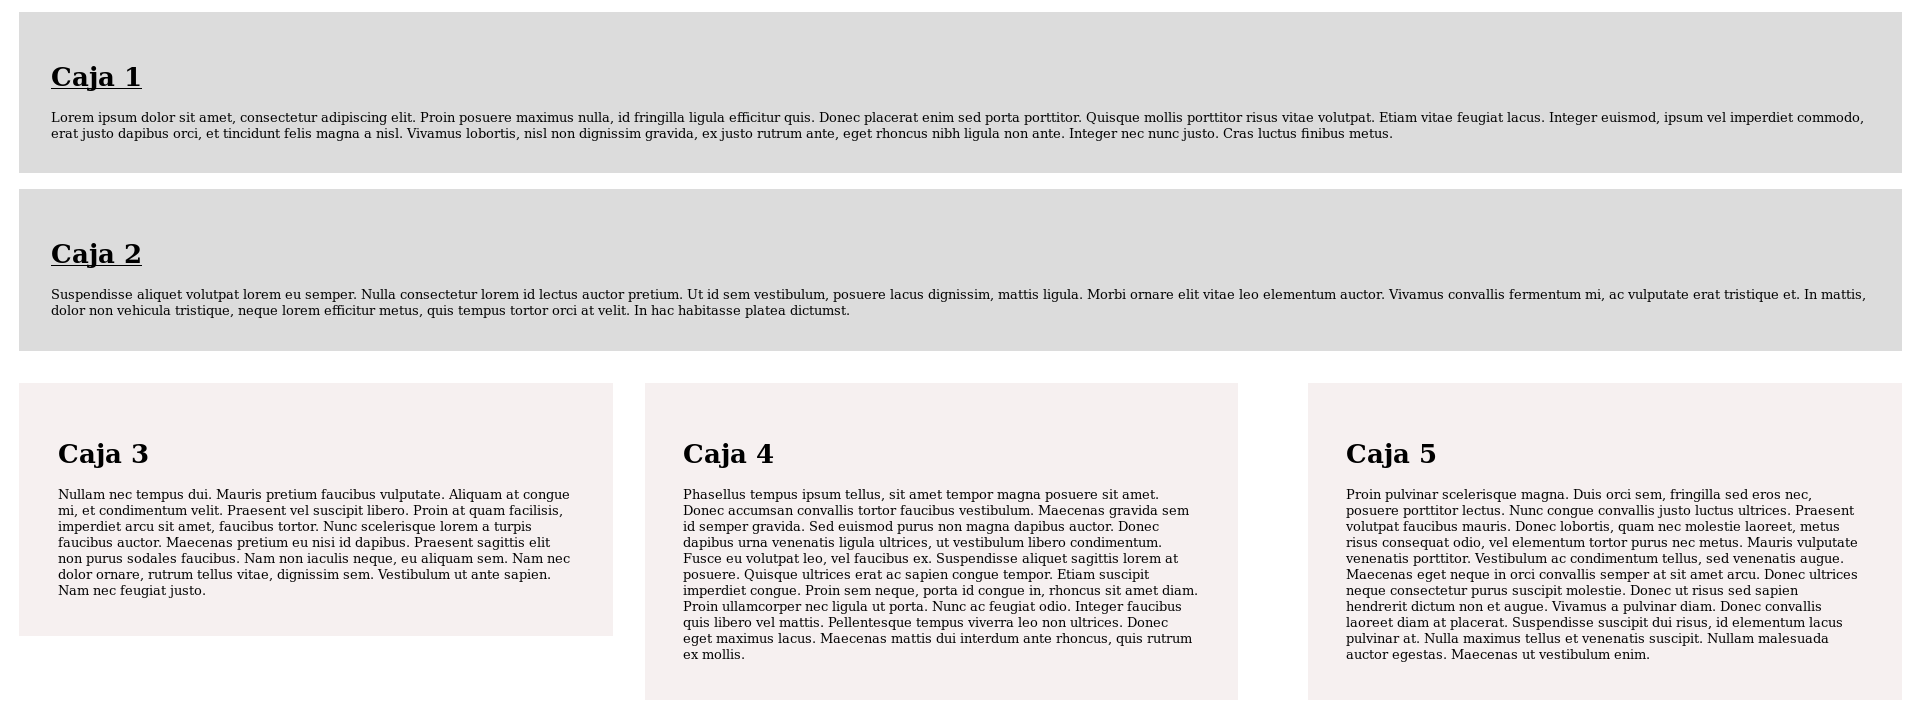 Caja 1
Lorem ipsum dolor sit amet, consectetur adipiscing elit. Proin posuere maximus nulla, id fringilla ligula efficitur quis. Donec placerat enim sed porta porttitor. Quisque mollis porttitor risus vitae volutpat. Etiam vitae feugiat lacus. Integer euismod, ipsum vel imperdiet commodo,
erat justo dapibus orci, et tincidunt felis magna a nisl. Vivamus lobortis, nisl non dignissim gravida, ex justo rutrum ante, eget rhoncus nibh ligula non ante. Integer nec nunc justo. Cras luctus finibus metus.
Caja 2
Suspendisse aliquet volutpat lorem eu semper. Nulla consectetur lorem id lectus auctor pretium. Ut id sem vestibulum, posuere lacus dignissim, mattis ligula. Morbi ornare elit vitae leo elementum auctor. Vivamus convallis fermentum mi, ac vulputate erat tristique et. In mattis,
dolor non vehicula tristique, neque lorem efficitur metus, quis tempus tortor orci at velit. In hac habitasse platea dictumst.
Caja 3
Nullam nec tempus dui. Mauris pretium faucibus vulputate. Aliquam at congue
mi, et condimentum velit. Praesent vel suscipit libero. Proin at quam facilisis,
imperdiet arcu sit amet, faucibus tortor. Nunc scelerisque lorem a turpis
faucibus auctor. Maecenas pretium eu nisi id dapibus. Praesent sagittis elit
non purus sodales faucibus. Nam non iaculis neque, eu aliquam sem. Nam nec
dolor ornare, rutrum tellus vitae, dignissim sem. Vestibulum ut ante sapien.
Nam nec feugiat justo.
Caja 4
Phasellus tempus ipsum tellus, sit amet tempor magna posuere sit amet.
Donec accumsan convallis tortor faucibus vestibulum. Maecenas gravida sem
id semper gravida. Sed euismod purus non magna dapibus auctor. Donec
dapibus urna venenatis ligula ultrices, ut vestibulum libero condimentum.
Fusce eu volutpat leo, vel faucibus ex. Suspendisse aliquet sagittis lorem at
posuere. Quisque ultrices erat ac sapien congue tempor. Etiam suscipit
imperdiet congue. Proin sem neque, porta id congue in, rhoncus sit amet diam.
Proin ullamcorper nec ligula ut porta. Nunc ac feugiat odio. Integer faucibus
quis libero vel mattis. Pellentesque tempus viverra leo non ultrices. Donec
eget maximus lacus. Maecenas mattis dui interdum ante rhoncus, quis rutrum
ex mollis.
Caja 5
Proin pulvinar scelerisque magna. Duis orci sem, fringilla sed eros nec,
posuere porttitor lectus. Nunc congue convallis justo luctus ultrices. Praesent
volutpat faucibus mauris. Donec lobortis, quam nec molestie laoreet, metus
risus consequat odio, vel elementum tortor purus nec metus. Mauris vulputate
venenatis porttitor. Vestibulum ac condimentum tellus, sed venenatis augue.
Maecenas eget neque in orci convallis semper at sit amet arcu. Donec ultrices
neque consectetur purus suscipit molestie. Donec ut risus sed sapien
hendrerit dictum non et augue. Vivamus a pulvinar diam. Donec convallis
laoreet diam at placerat. Suspendisse suscipit dui risus, id elementum lacus
pulvinar at. Nulla maximus tellus et venenatis suscipit. Nullam malesuada
auctor egestas. Maecenas ut vestibulum enim.